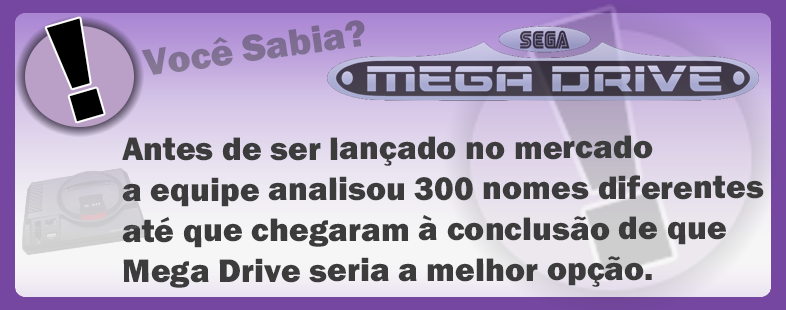 Você Sabia?
SEGA
MEGA DRIVE
Antes de ser lançado no mercado
a equipe analisou 300 nomes diferentes
até que chegaram à conclusão de que
Mega Drive seria a melhor opção.